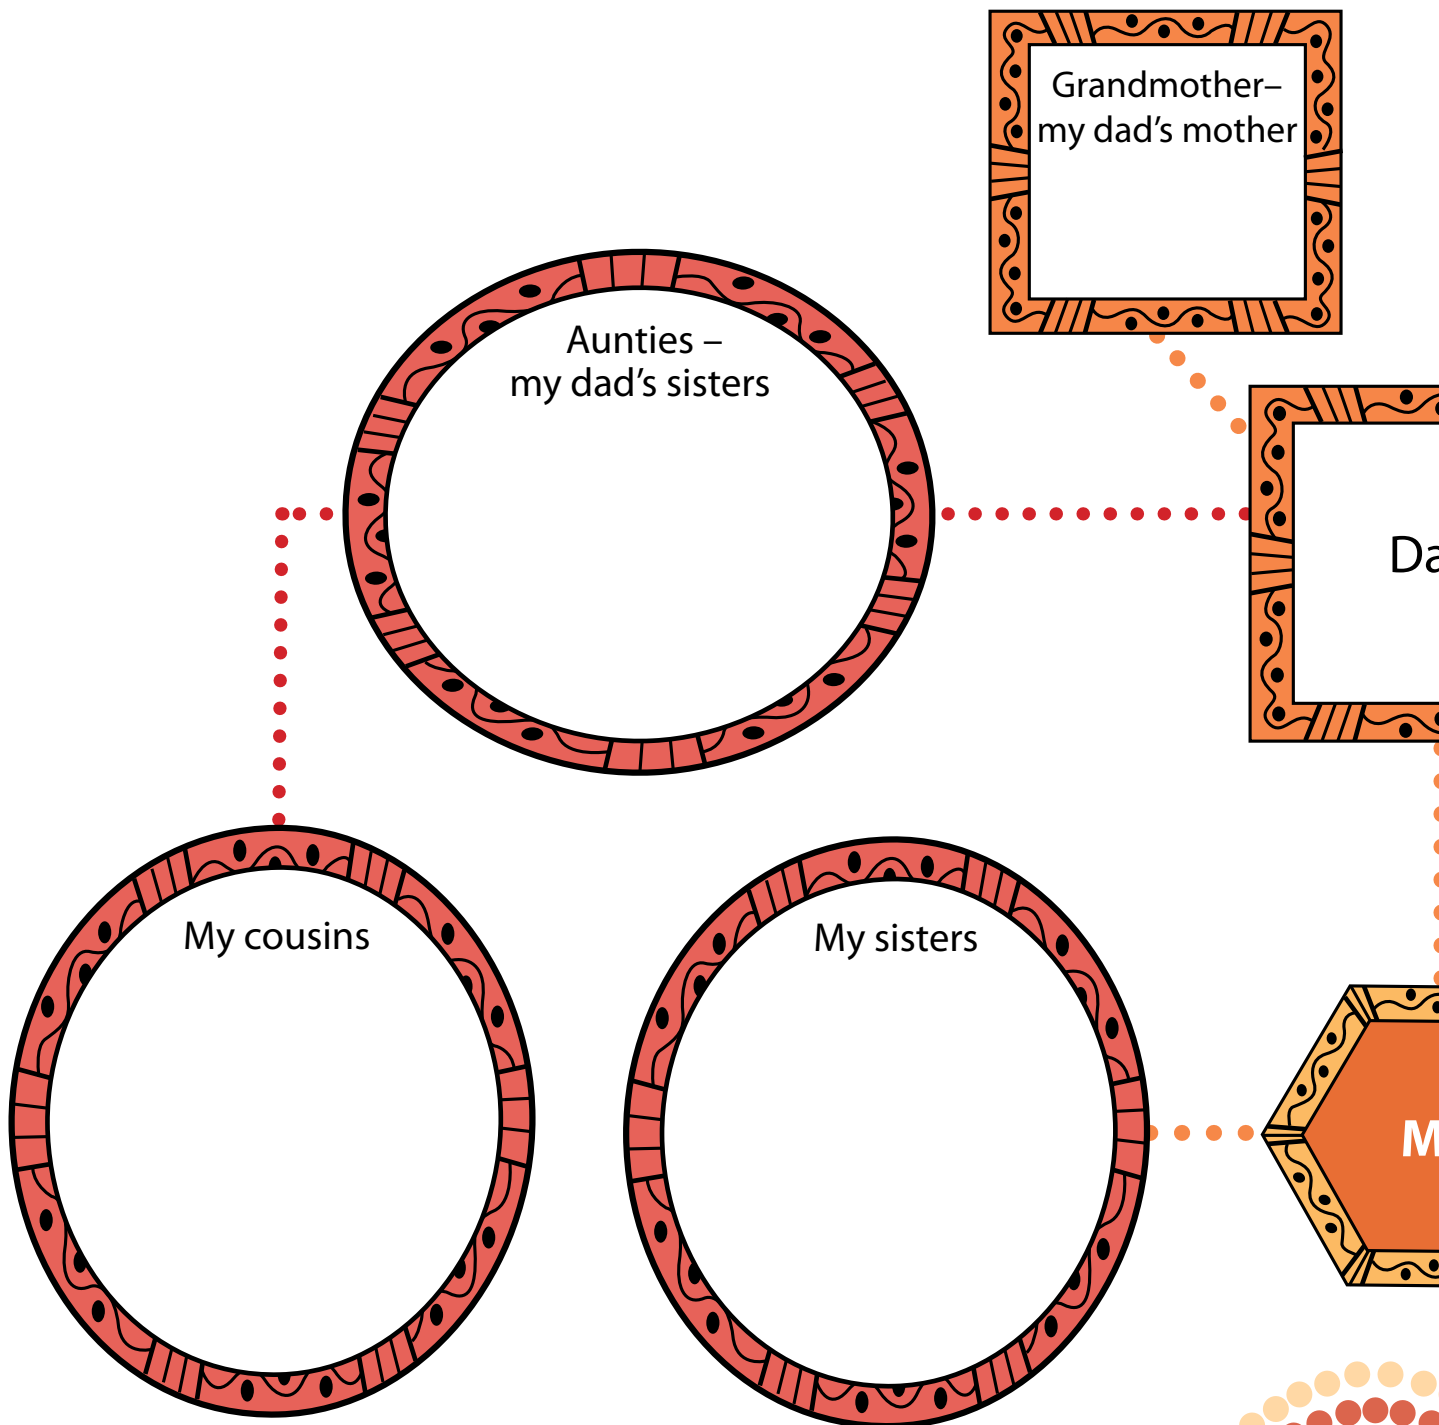 Grandmother–
my dad's mother
Aunties –
my dad's sisters
My cousins
My sisters